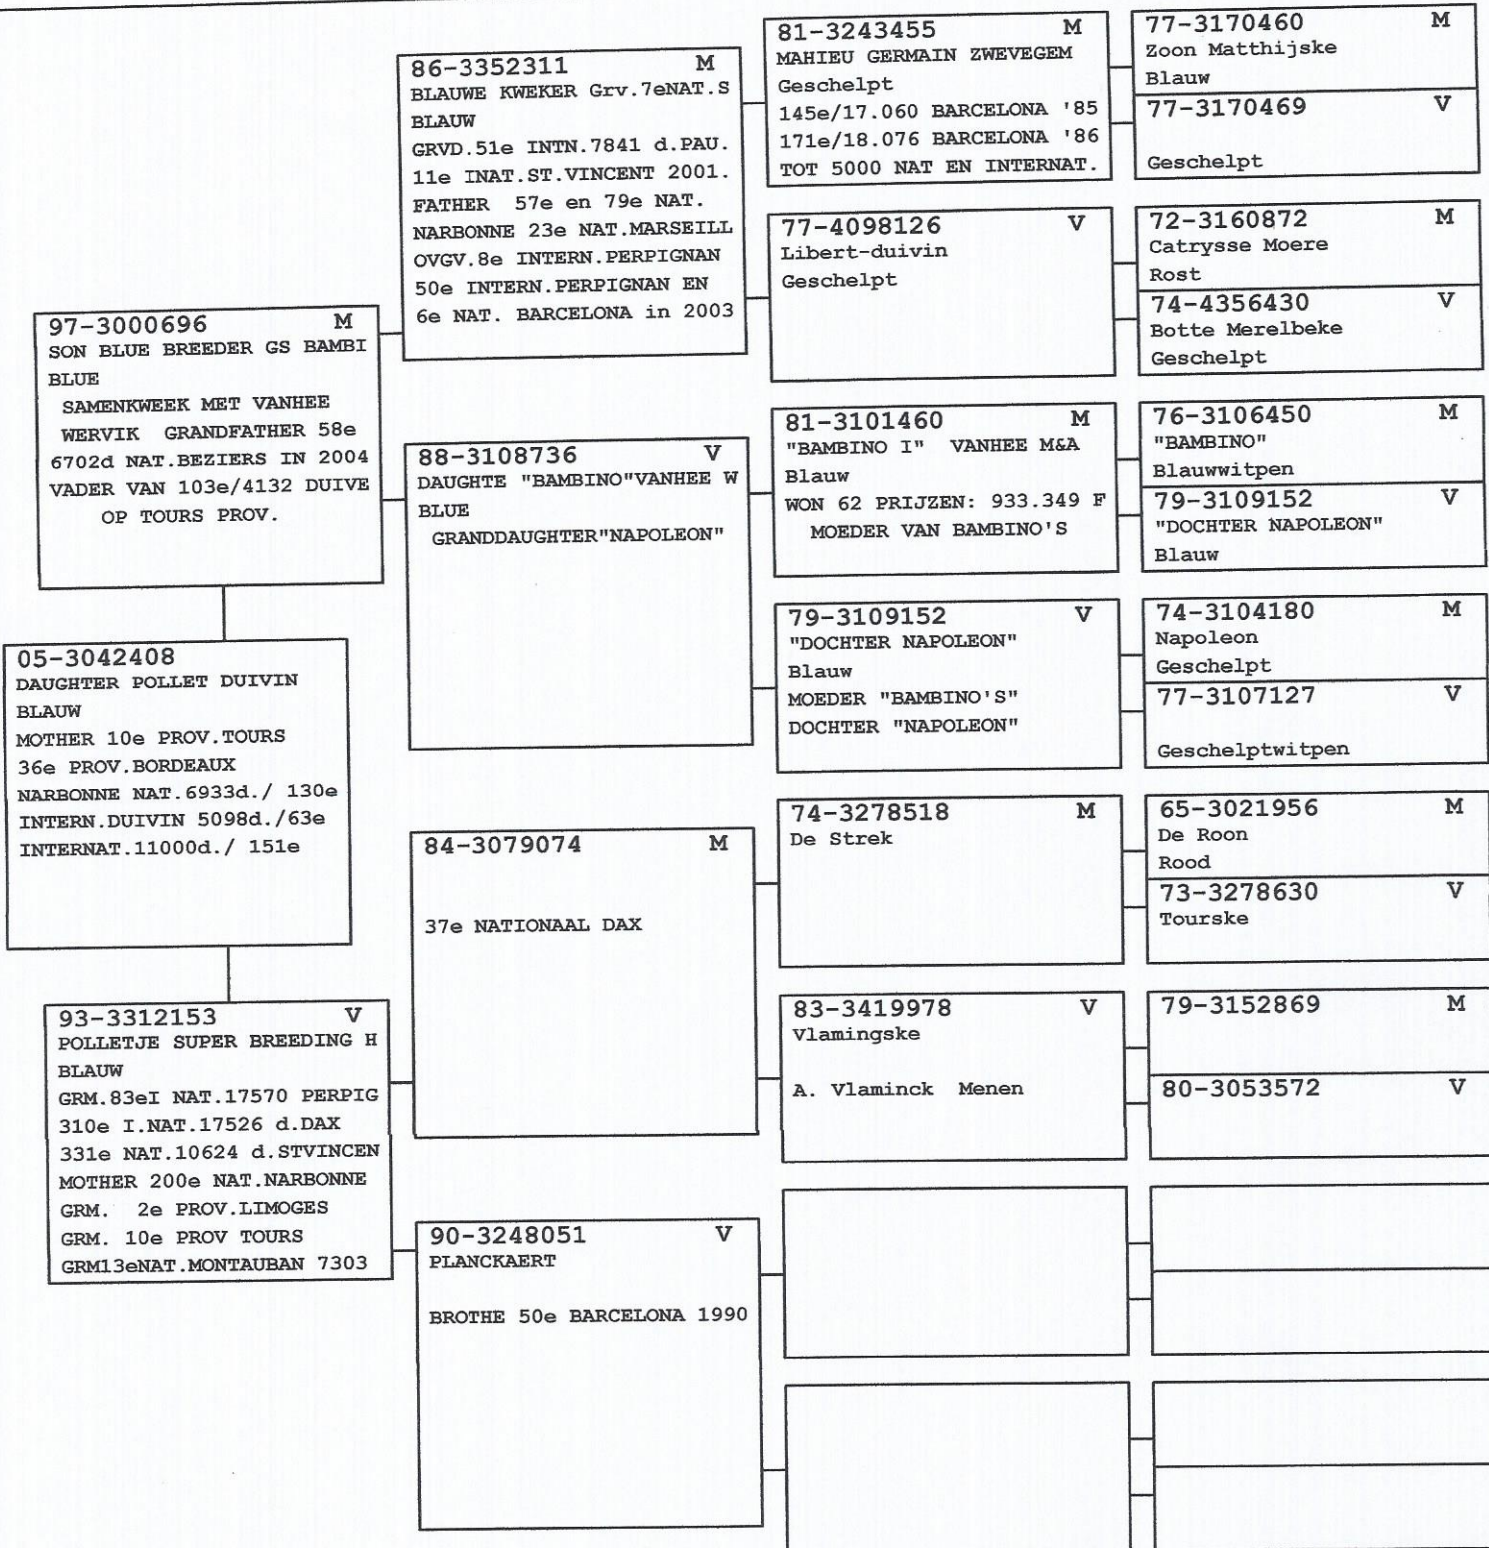 97-3000696 M
SON BLUE BREEDER GS BAMBI
BLUE
SAMENKWEEK MET VANHEE
WERVIK GRANDFATHER 58e
6702d NAT.BEZIERS IN 2004
VADER VAN 103e/4132 DUIVE
OP TOURS PROV.
05-3042408
DAUGHTER POLLET DUIVIN
BLAUW
MOTHER 10e PROV.TOURS
36e PROV.BORDEAUX
NARBONNE NAT.6933d./ 130e
INTERN.DUIVIN 5098d./63e
INTERNAT.11000d./ 151e
93-3312153 V
POLLETJE SUPER BREEDING H
BLAUW
GRM.83eI NAT.17570 PERPIG
310e I.NAT.17526 d.DAX
331e NAT.10624 d.STVINCEN
MOTHER 200e NAT.NARBONNE
GRM. 2e PROV.LIMOGES
GRM. 10e PROV TOURS
GRM13eNAT.MONTAUBAN 7303
86-3352311 M
BLAUWE KWEKER Grv.7eNAT.S
BLAUW
GRVD.51e INTN.7841 d.PAU.
11e INAT.ST.VINCENT 2001.
FATHER 57e en 79e NAT.
NARBONNE 23e NAT.MARSEILL
OVGV.8e INTERN.PERPIGNAN
50e INTERN.PERPIGNAN EN
6e NAT. BARCELONA in 2003
88-3108736 V
DAUGHTE "BAMBINO"VANHEE W
BLUE
GRANDDAUGHTER"NAPOLEON"
84-3079074 M
37e NATIONAAL DAX
90-3248051 V
PLANCKAERT
BROTHE 50e BARCELONA 1990
81-3243455 M
MAHIEU GERMAIN ZWEVEGEM
Geschelpt
145e/17.060 BARCELONA '85
171e/18.076 BARCELONA '86
TOT 5000 NAT EN INTERNAT.
77-4098126 V
Libert-duivin
Geschelpt
81-3101460 M
"BAMBINO I" VANHEE M&A
Blauw
WON 62 PRIJZEN: 933.349 F
MOEDER VAN BAMBINO'S
79-3109152 V
"DOCHTER NAPOLEON"
Blauw
MOEDER "BAMBINO'S"
DOCHTER "NAPOLEON"
74-3278518 M
De Strek
83-3419978 V
Vlamingske
A. Vlaminck Menen
77-3170460 M
Zoon Matthijske
Blauw
77-3170469 V
Geschelpt
72-3160872 M
Catrysse Moere
Rost
74-4356430 V
Botte Merelbeke
Geschelpt
76-3106450 M
"BAMBINO"
Blauwwitpen
79-3109152 V
"DOCHTER NAPOLEON"
Blauw
74-3104180 M
Napoleon
Geschelpt
77-3107127 V
Geschelptwitpen
65-3021956 M
De Roon
Rood
73-3278630 V
Tourske
79-3152869 M
80-3053572 V